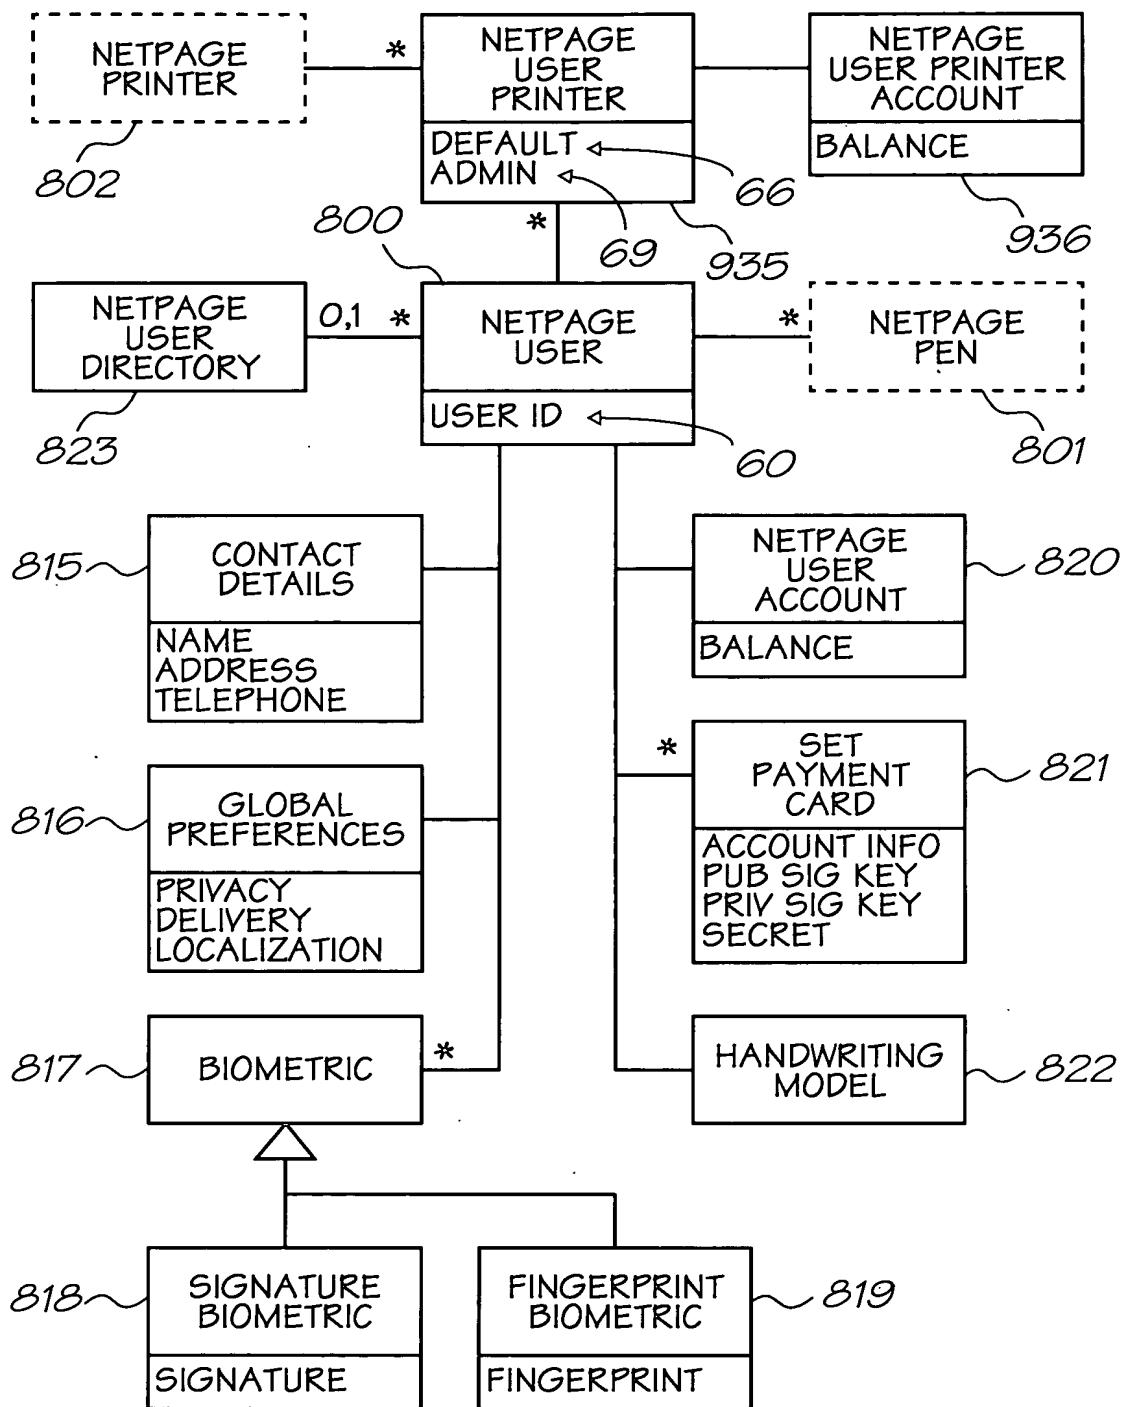 NETPAGE
PRINTER
802
*
NETPAGE
USER
PRINTER
DEFAULT
ADMIN
66
69
935
NETPAGE
USER PRINTER
ACCOUNT
BALANCE
936
*
800
NETPAGE
USER
DIRECTORY
823
0,1 *
NETPAGE
USER
USER ID
60
*
NETPAGE
PEN
801
815
CONTACT
DETAILS
NAME
ADDRESS
TELEPHONE
NETPAGE
USER
ACCOUNT
BALANCE
820
816
GLOBAL
PREFERENCES
PRIVACY
DELIVERY
LOCALIZATION
*
SET
PAYMENT
CARD
ACCOUNT INFO
PUB SIG KEY
PRIV SIG KEY
SECRET
821
817
BIOMETRIC
*
HANDWRITING
MODEL
822
818
SIGNATURE
BIOMETRIC
SIGNATURE
FINGERPRINT
BIOMETRIC
FINGERPRINT
819